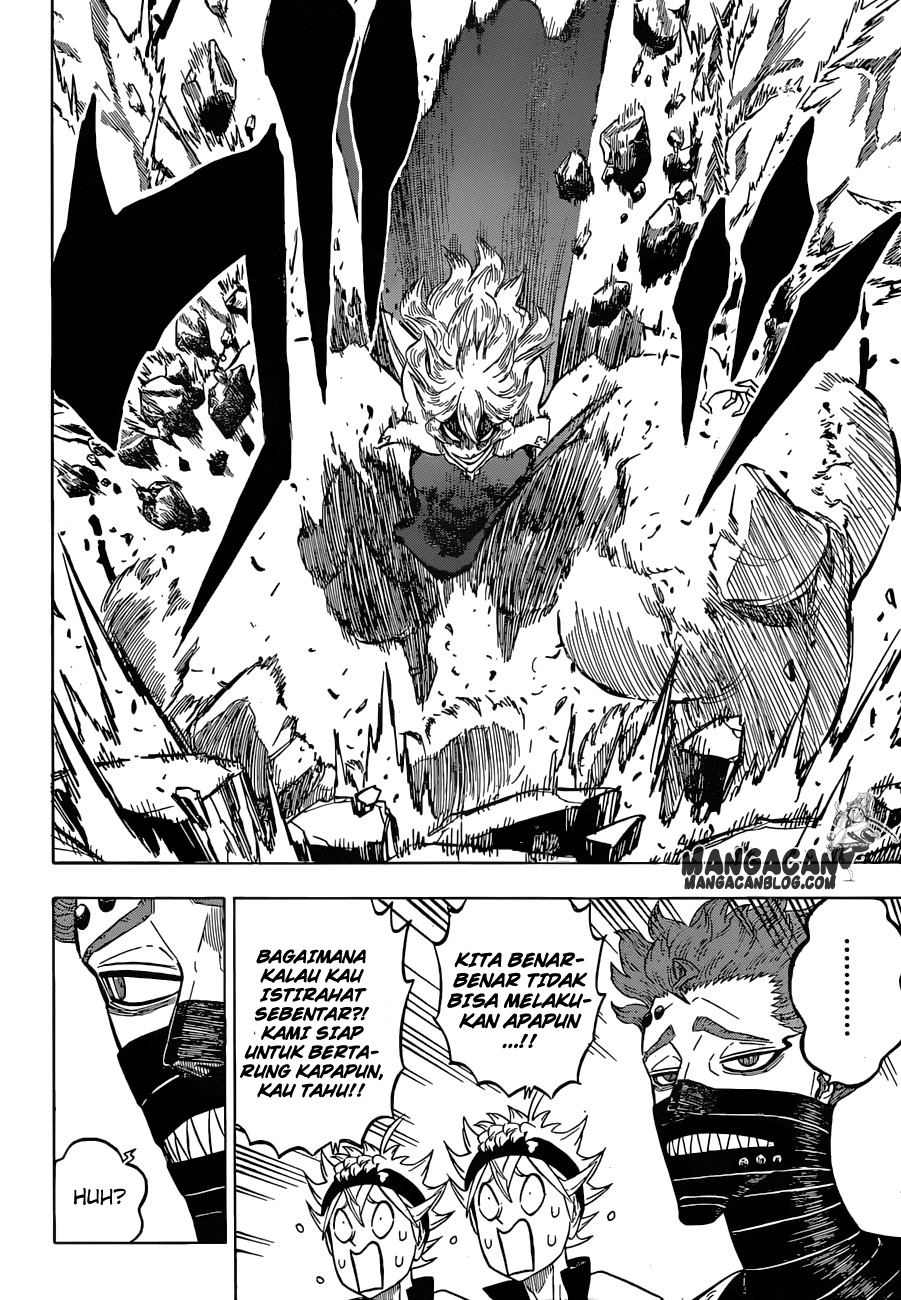 MANGACAN
MANGACANBLOG.COM
..........
KITA BENAR-
BENAR TIDAK
BISA MELAKU-
KAN APAPUN
...!!
BAGAIMANA
KALAU KAU
ISTIRAHAT
SEBENTAR?!
KAMI SIAP
UNTUK BERTA-
RUNG KAPAPUN,
KAU TAHU!!
HUH?